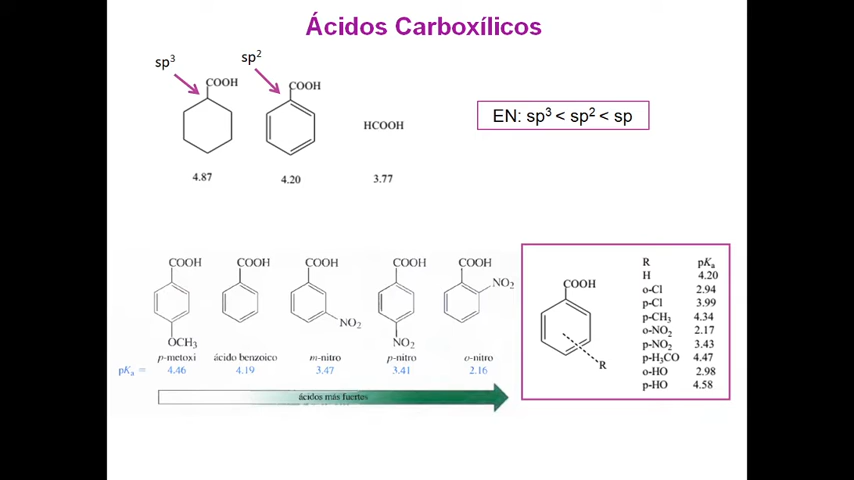 Ácidos Carboxílicos
sp3
sp2
COOH
COOH
HCOOH
EN: sp3 < sp2 < sp
4.87
4.20
3.77
COOH
COOH
COOH
COOH
COOH
NO2
NO2
OCH3
NO2
p-metoxi
ácido benzoico
m-nitro
p-nitro
o-nitro
pKa =
4.46
4.19
3.47
3.41
2.16
ácidos más fuertes
COOH
R
R pKa
H 4.20
o-Cl 2.94
p-Cl 3.99
p-CH3 4.34
o-NO2 2.17
p-NO2 3.43
p-H3CO 4.47
o-HO 2.98
p-HO 4.58